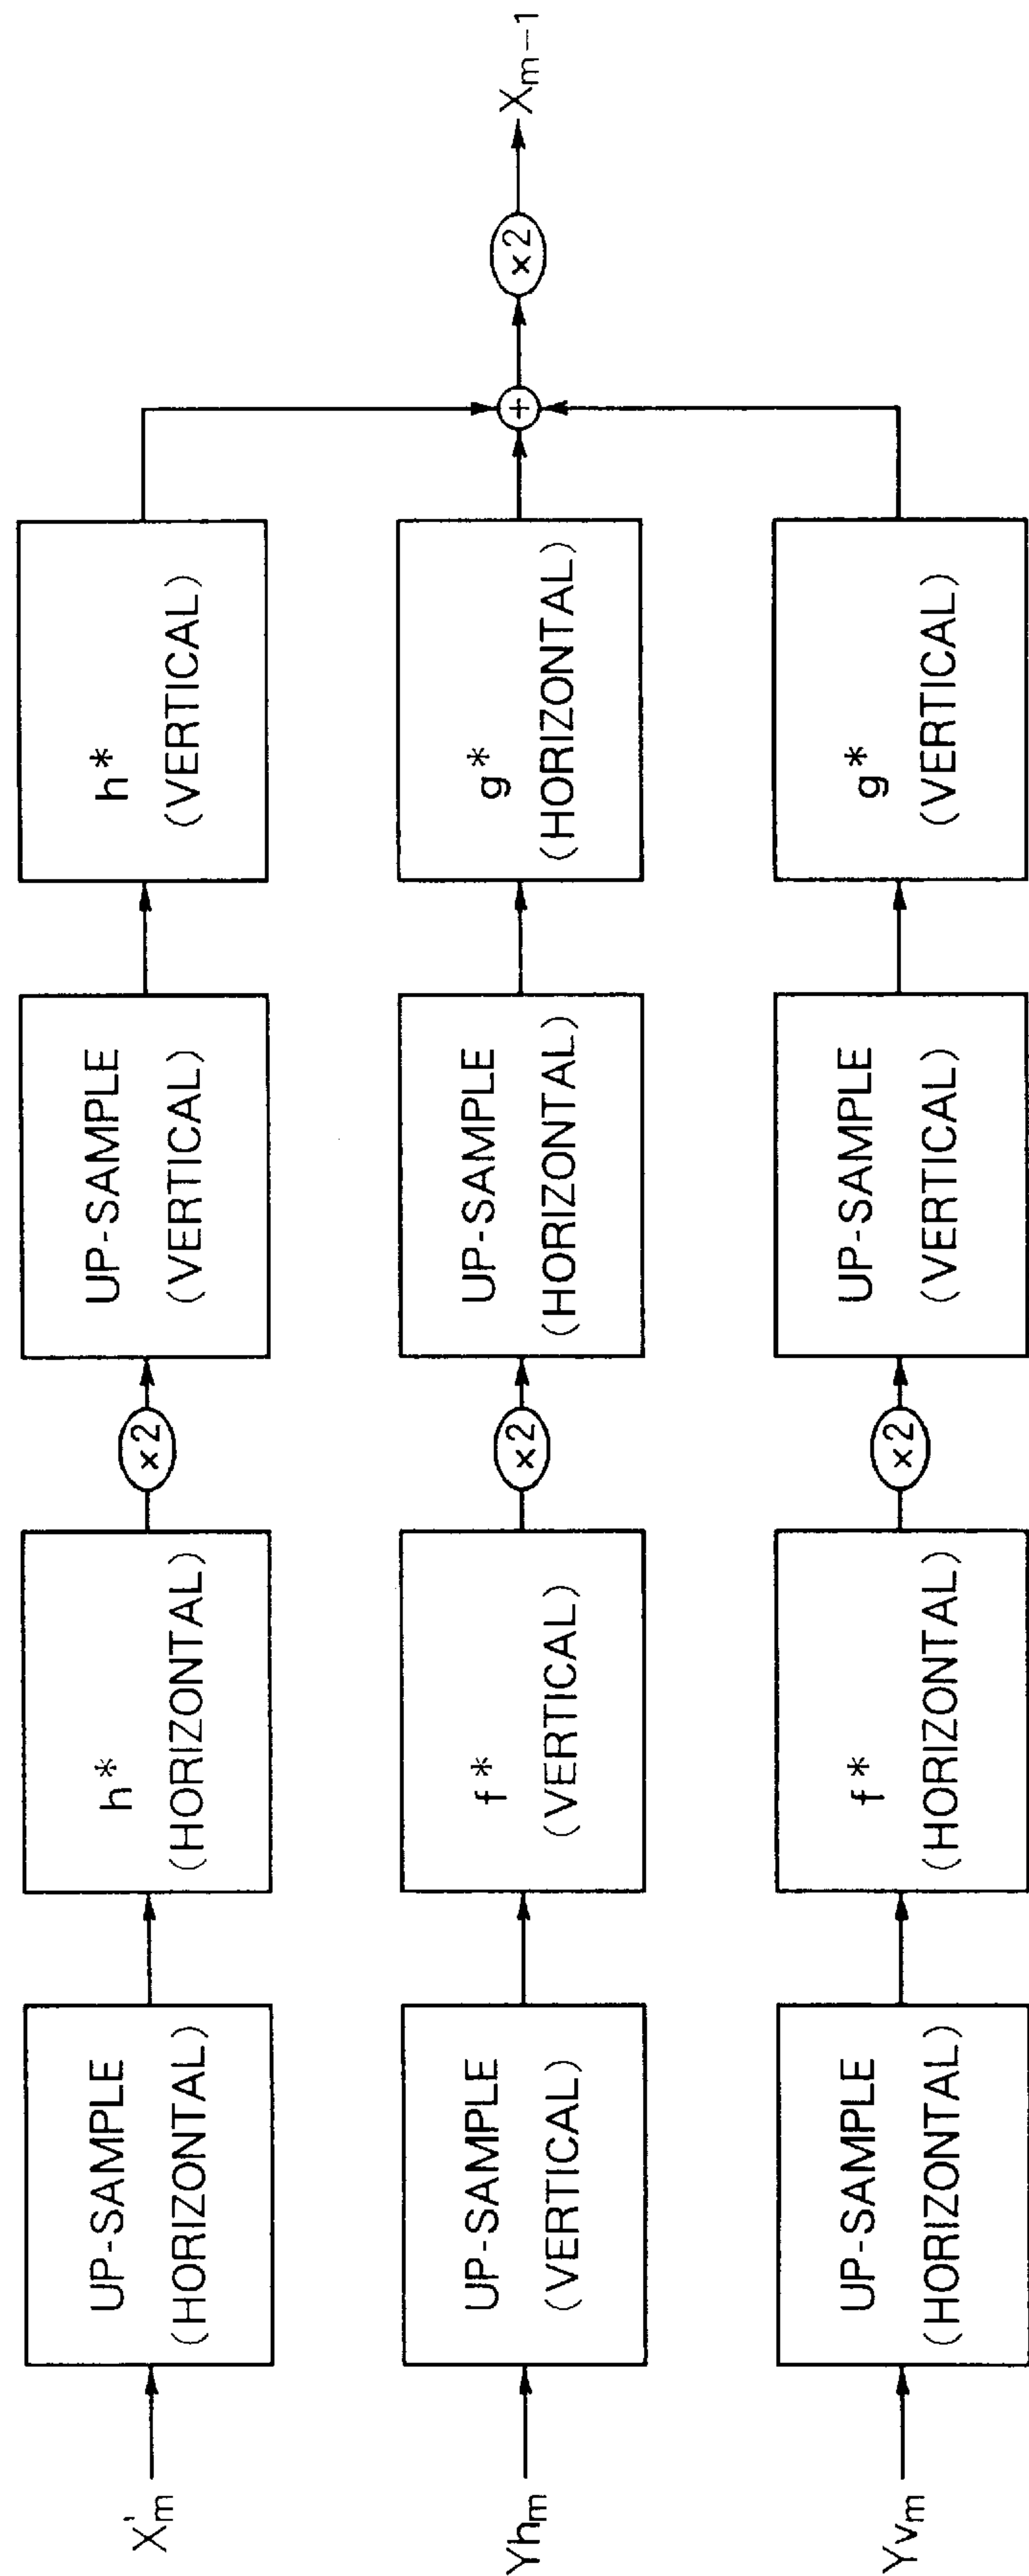 X'm
UP-SAMPLE
(HORIZONTAL)
h*
(HORIZONTAL)
×2
UP-SAMPLE
(VERTICAL)
h*
(VERTICAL)
Yhm
UP-SAMPLE
(VERTICAL)
f*
(VERTICAL)
×2
UP-SAMPLE
(HORIZONTAL)
g*
(HORIZONTAL)
+
×2
Xm-1
Yvm
UP-SAMPLE
(HORIZONTAL)
f*
(HORIZONTAL)
×2
UP-SAMPLE
(VERTICAL)
g*
(VERTICAL)